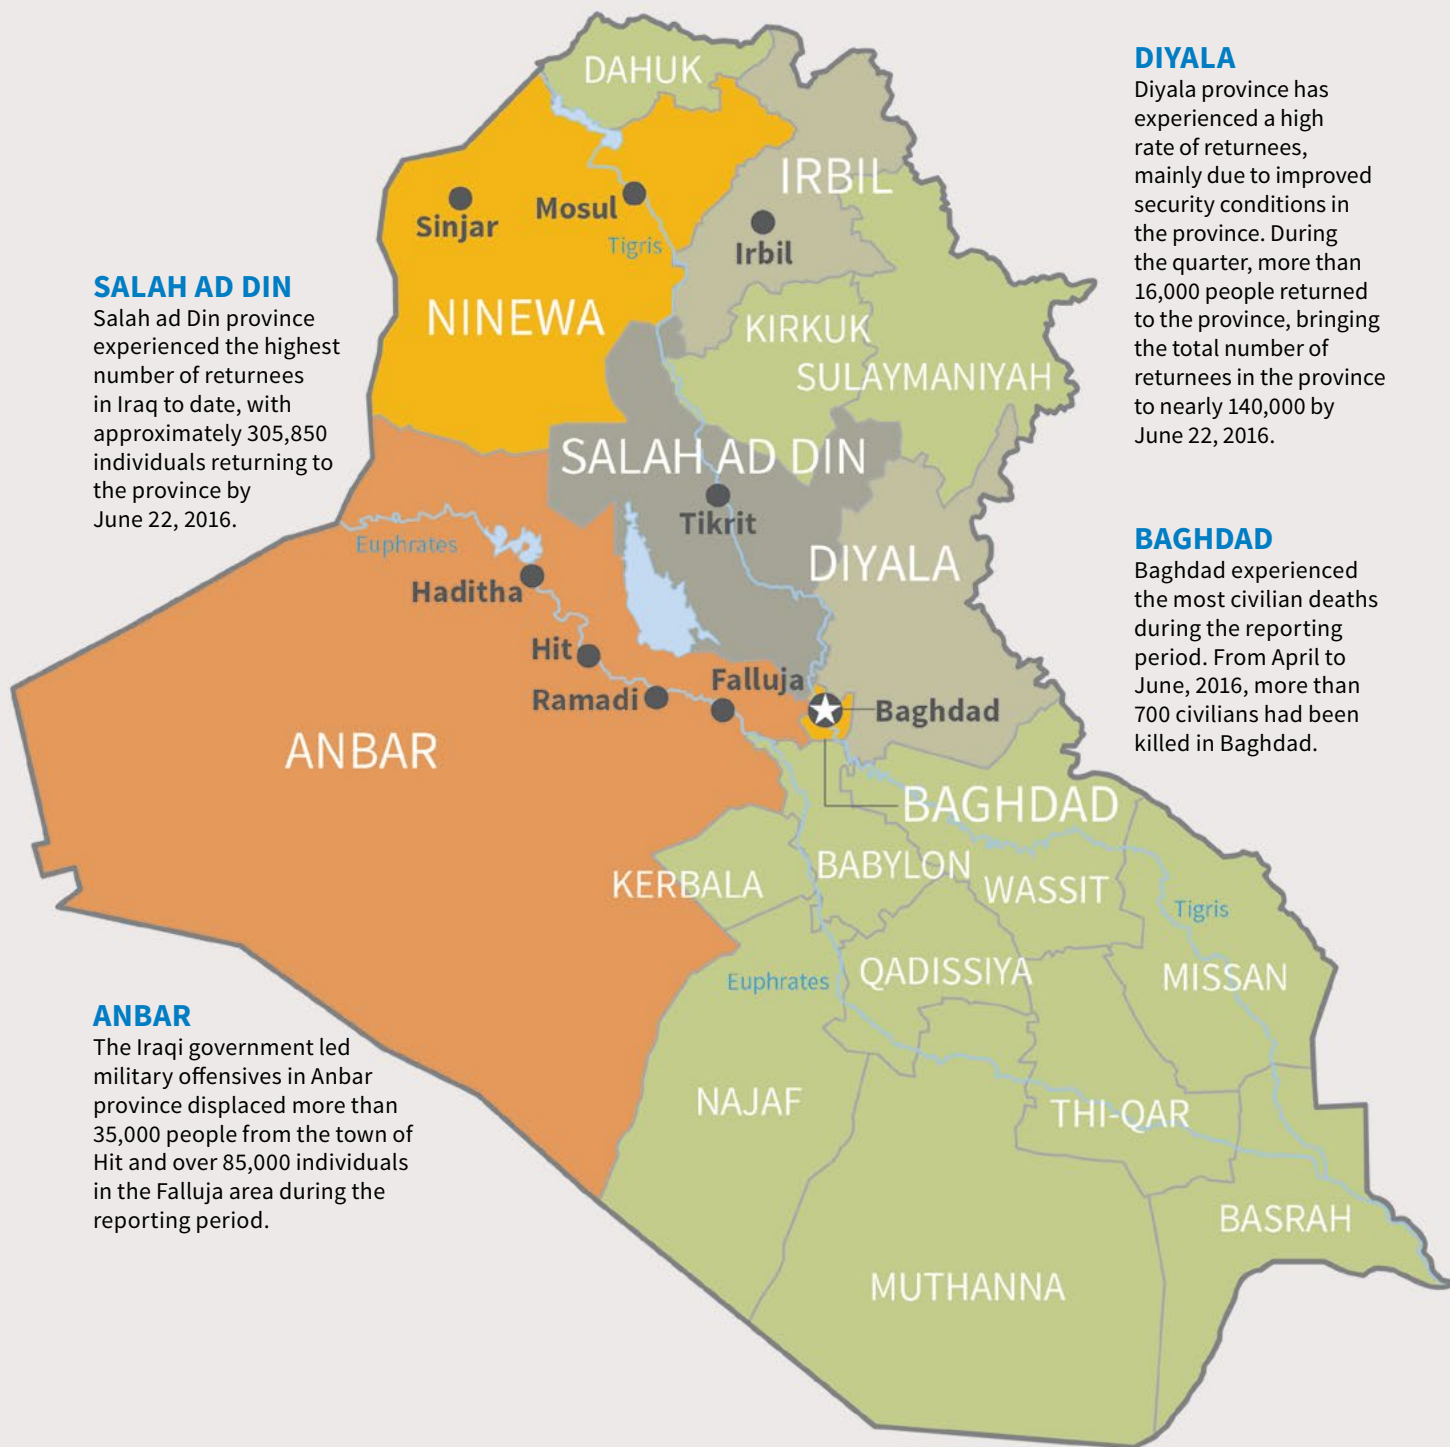 DAHUK
IRBIL
Sinjar
Mosul
Tigris
Irbil
NINEWA
KIRKUK
SULAYMANIYAH
SALAH AD DIN
Tikrit
DIYALA
Euphrates
Haditha
Hit
Ramadi
Falluja
Baghdad
ANBAR
BAGHDAD
BABYLON
KERBALA
WASSIT
Tigris
QADISSIYA
Euphrates
MISSAN
NAJAF
THI-QAR
BASRAH
MUTHANNA
SALAH AD DIN
Salah ad Din province
experienced the highest
number of returnees
in Iraq to date, with
approximately 305,850
individuals returning to
the province by
June 22, 2016.
ANBAR
The Iraqi government led
military offensives in Anbar
province displaced more than
35,000 people from the town of
Hit and over 85,000 individuals
in the Falluja area during the
reporting period.
DIYALA
Diyala province has
experienced a high
rate of returnees,
mainly due to improved
security conditions in
the province. During
the quarter, more than
16,000 people returned
to the province, bringing
the total number of
returnees in the province
to nearly 140,000 by
June 22, 2016.
BAGHDAD
Baghdad experienced
the most civilian deaths
during the reporting
period. From April to
June, 2016, more than
700 civilians had been
killed in Baghdad.